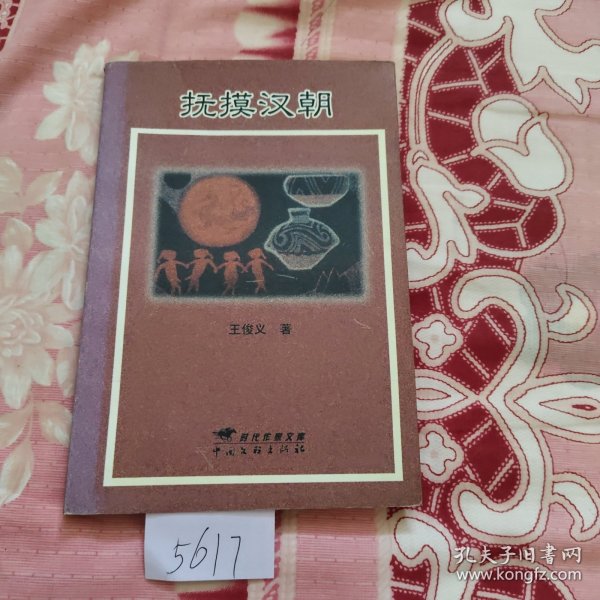 抚摸汉朝
王俊义 著
时代作家文库
中国文联出版社
5617
孔夫子旧书网
www.kongfz.com